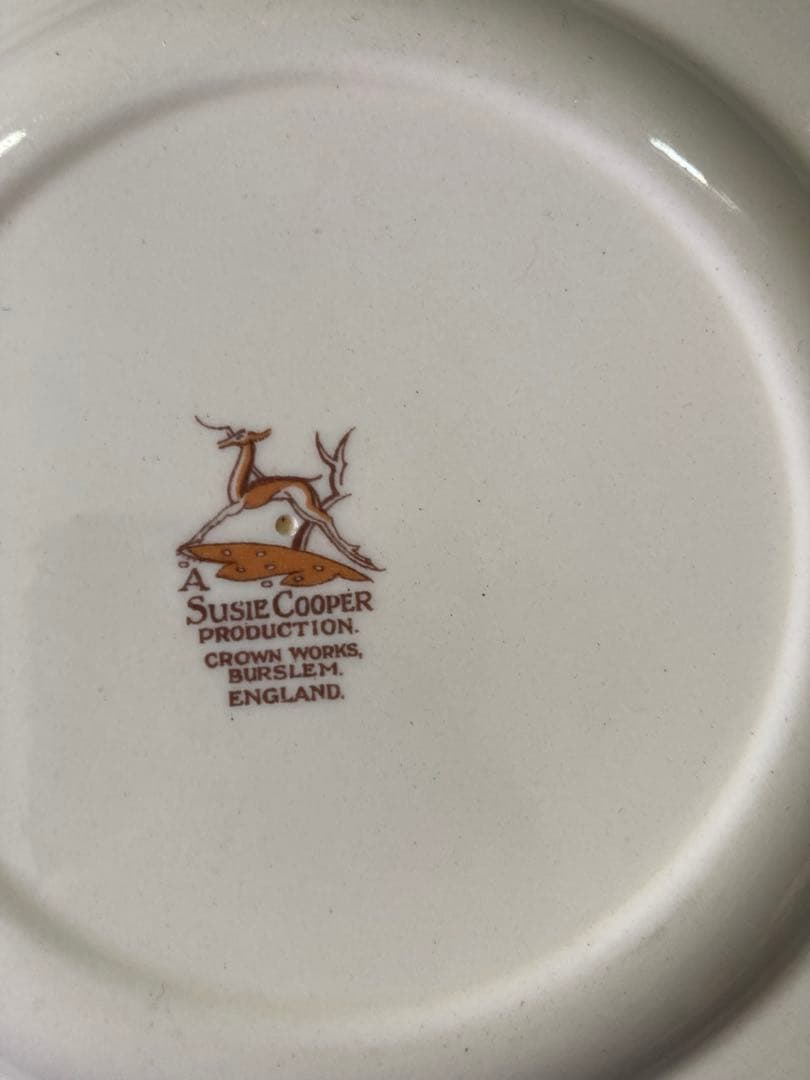 A
SUSIE COOPER
PRODUCTION.
CROWN WORKS,
BURSLEM.
ENGLAND.